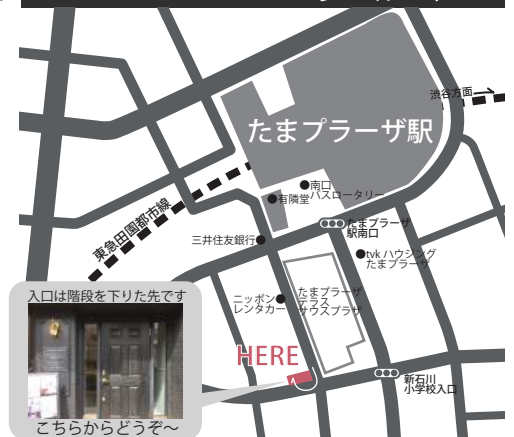 渋谷方面
たまプラーザ駅
南口
バスロータリー
有隣堂
東急田園都市線
三井住友銀行
たまプラーザ
駅南口
tvk ハウジング
たまプラーザ
ニッポン
レンタカー
たまプラーザ
テラス
サウスプラザ
入口は階段を下りた先です
HERE
新石川
小学校入口
こちらからどうぞ〜